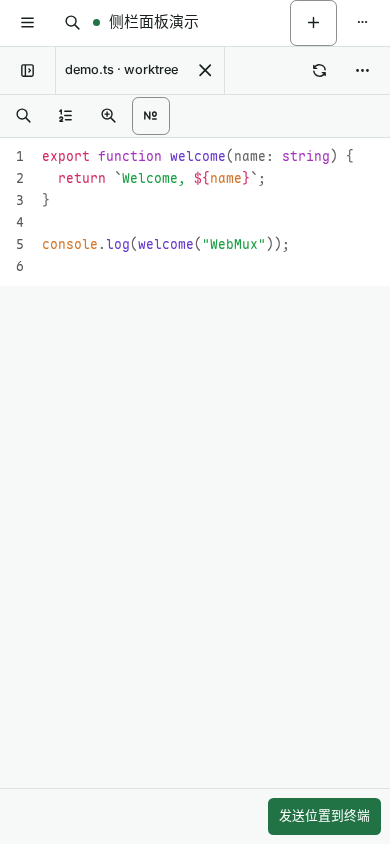 侧栏面板演示
demo.ts · worktree
Nº
1 export function welcome(name: string) {
2   return `Welcome, ${name}`;
3 }
4
5 console.log(welcome("WebMux"));
6
发送位置到终端